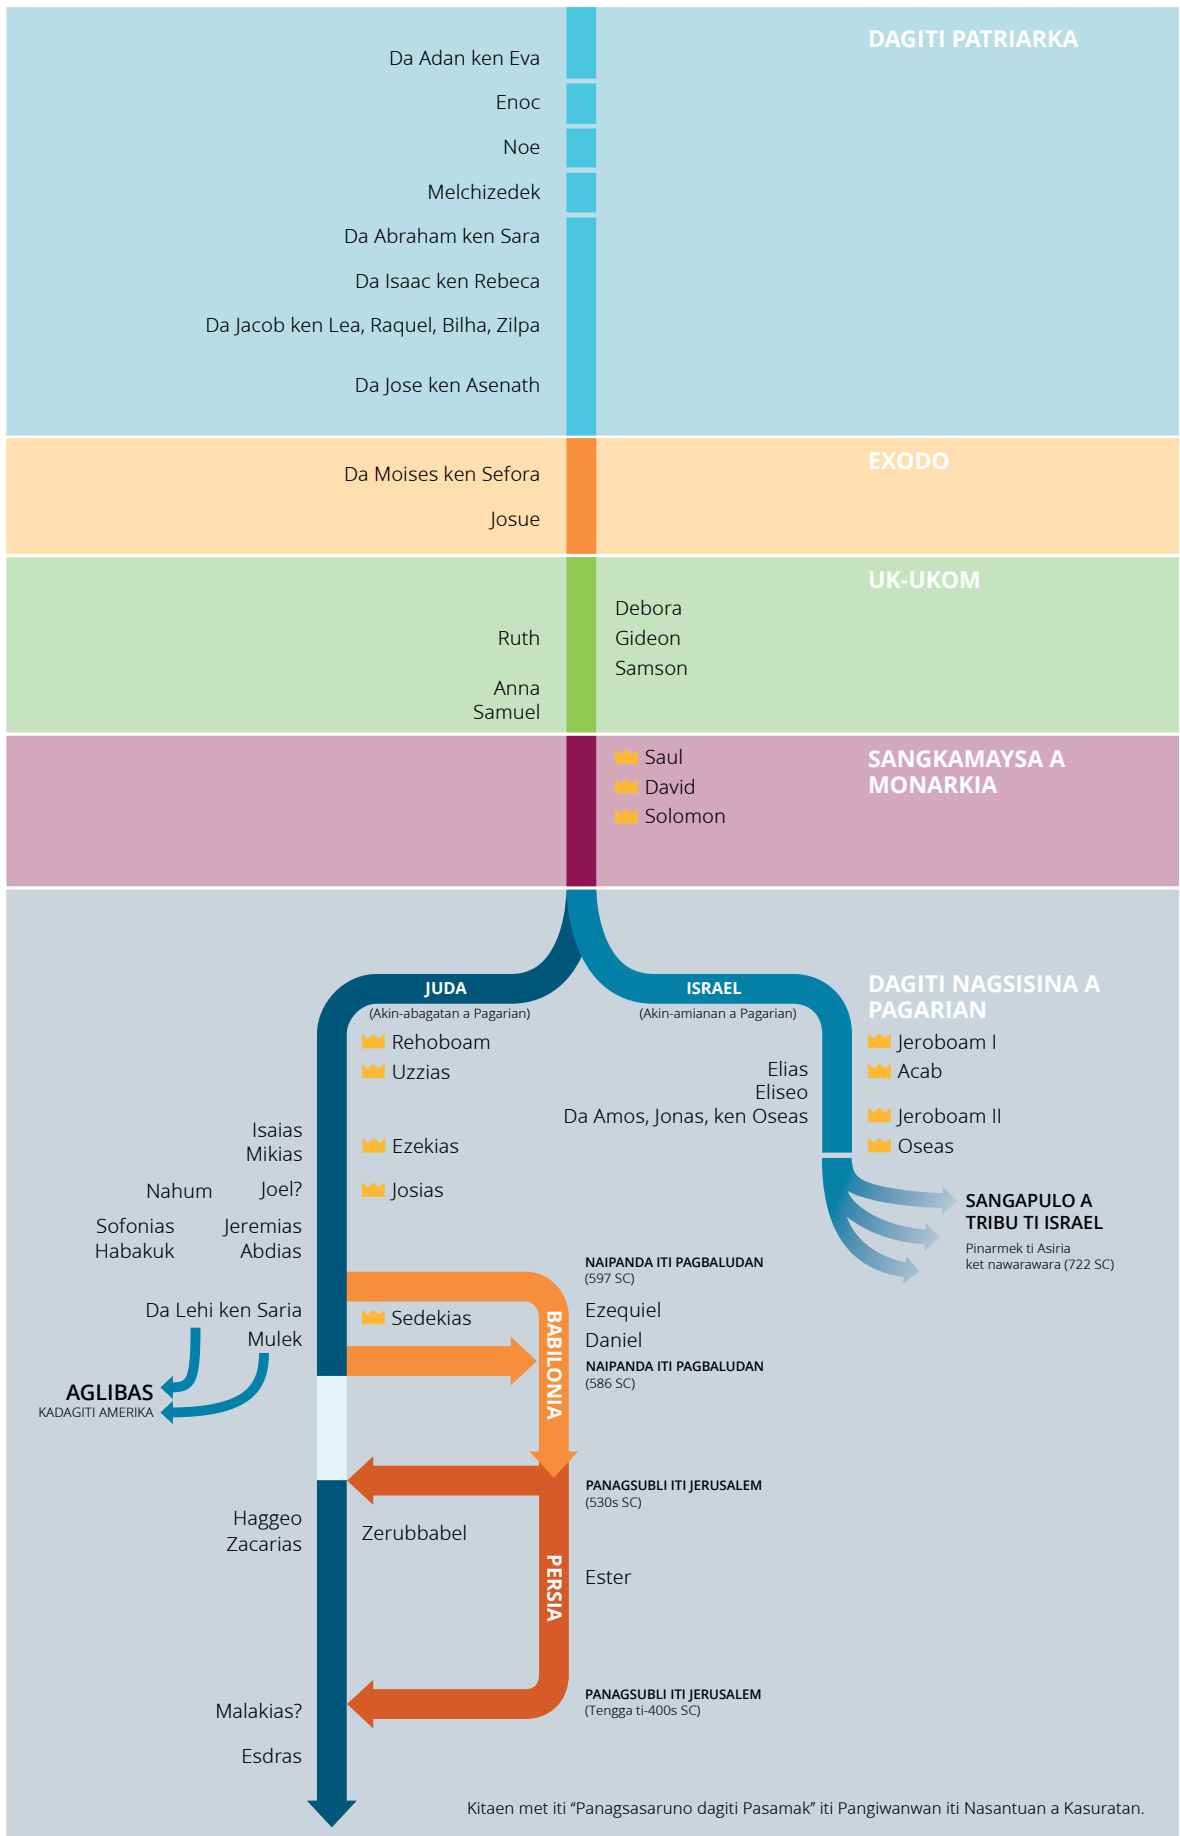 DAGITI PATRIARKA
Da Adan ken Eva
Enoc
Noe
Melchizedek
Da Abraham ken Sara
Da Isaac ken Rebeca
Da Jacob ken Lea, Raquel, Bilha, Zilpa
Da Jose ken Asenath
EXODO
Da Moises ken Sefora
Josue
UK-UKOM
Debora
Ruth
Gideon
Samson
Anna
Samuel
SANGKAMAYSA A
MONARKIA
Saul
David
Solomon
DAGITI NAGSISINA A
PAGARIAN
JUDA
(Akin-abagatan a Pagarian)
ISRAEL
(Akin-amianan a Pagarian)
Rehoboam
Uzzias
Ezekias
Josias
Isaias
Mikias
Nahum
Joel?
Sofonias
Habakuk
Jeremias
Abdias
Elias
Eliseo
Da Amos, Jonas, ken Oseas
Jeroboam I
Acab
Jeroboam II
Oseas
SANGAPULO A
TRIBU TI ISRAEL
Pinarmek ti Asiria
ket nawarawara (722 SC)
NAIPANDA ITI PAGBALUDAN
(597 SC)
Da Lehi ken Saria
Mulek
Sedekias
BABILONIA
Ezequiel
Daniel
NAIPANDA ITI PAGBALUDAN
(586 SC)
AGLIBAS
KADAGITI AMERIKA
PANAGSUBLI ITI JERUSALEM
(530s SC)
Haggeo
Zacarias
Zerubbabel
PERSIA
Ester
PANAGSUBLI ITI JERUSALEM
(Tengga ti-400s SC)
Malakias?
Esdras
Kitaen met iti “Panagsasaruno dagiti Pasamak” iti Pangiwanwan iti Nasantuan a Kasuratan.